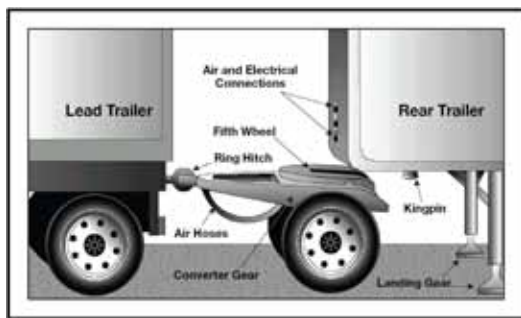 Air and Electrical
Connections
Lead Trailer
Rear Trailer
Fifth Wheel
Ring Hitch
Kingpin
Air Hoses
Converter Gear
Landing Gear